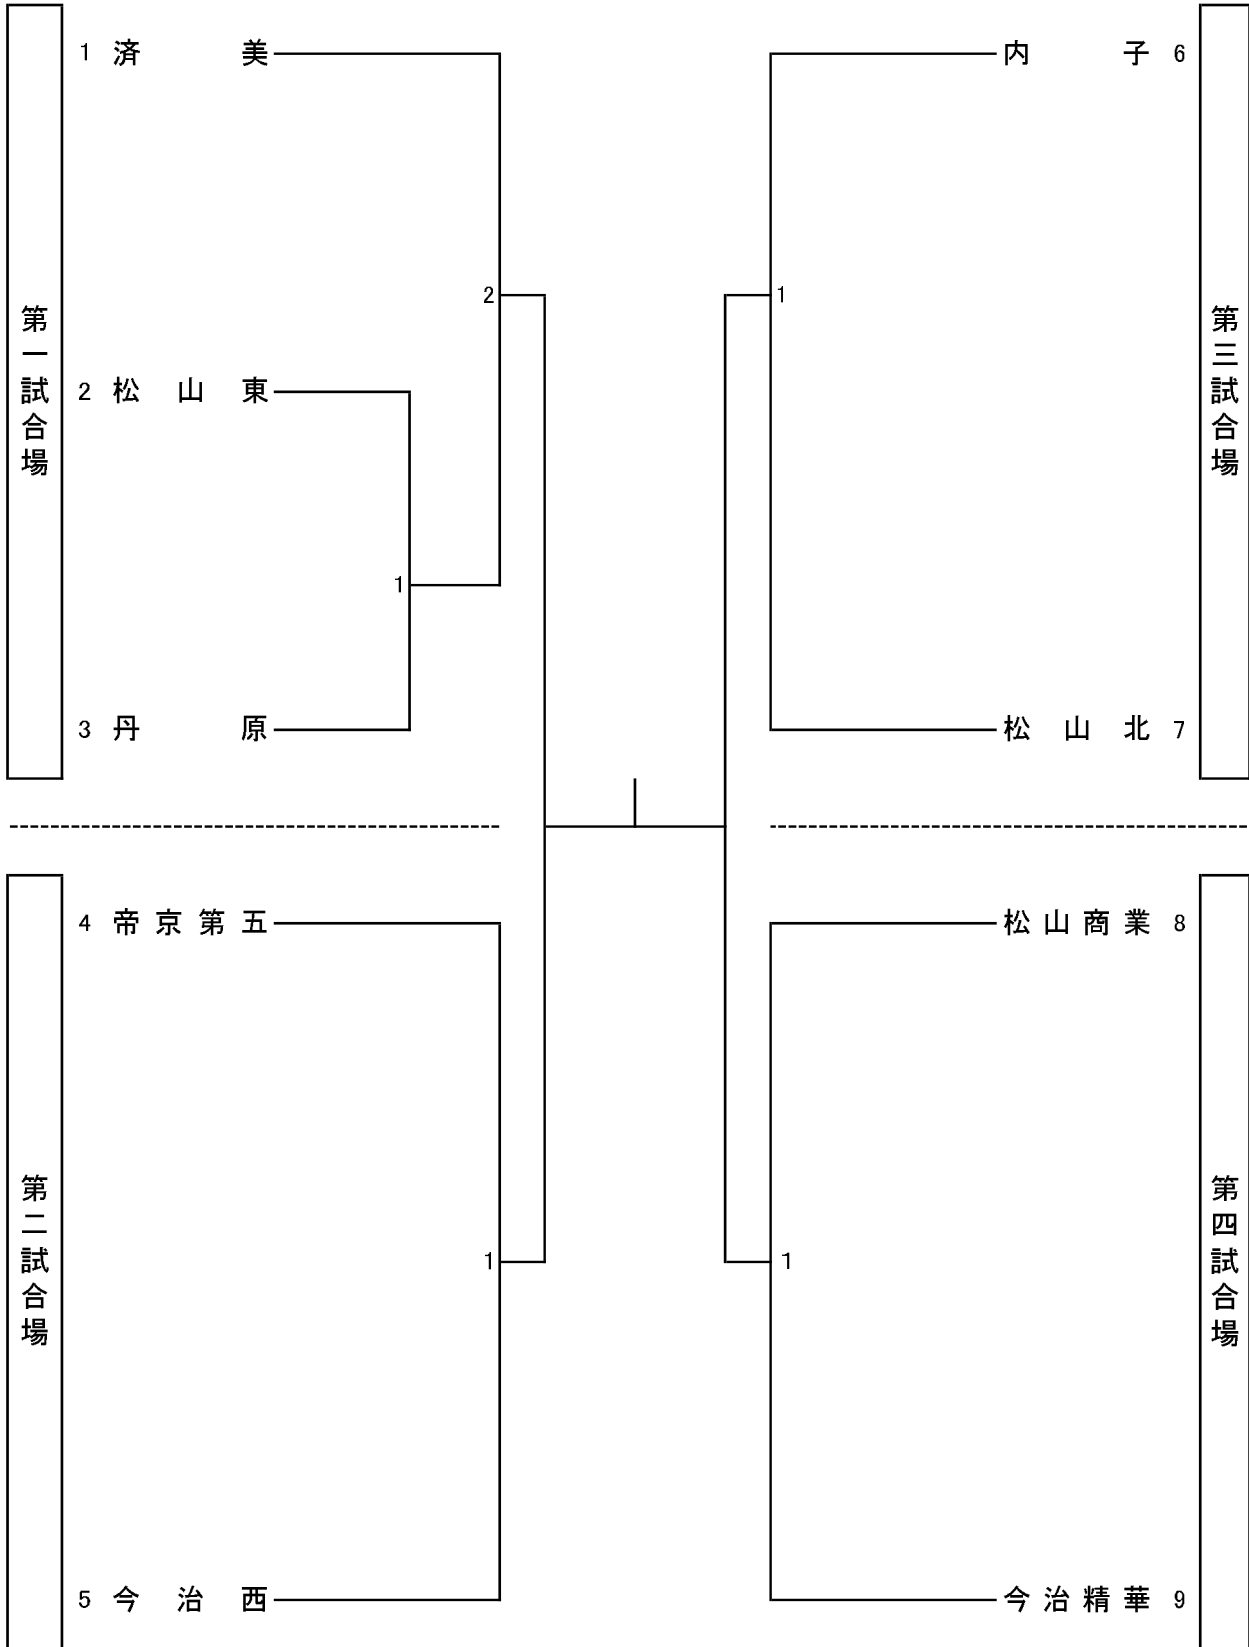 第一試合場
1 済美
2 松山東
3 丹原
2
1
第二試合場
4 帝京第五
5 今治西
1
第三試合場
内子 6
松山北 7
1
第四試合場
松山商業 8
今治精華 9
1